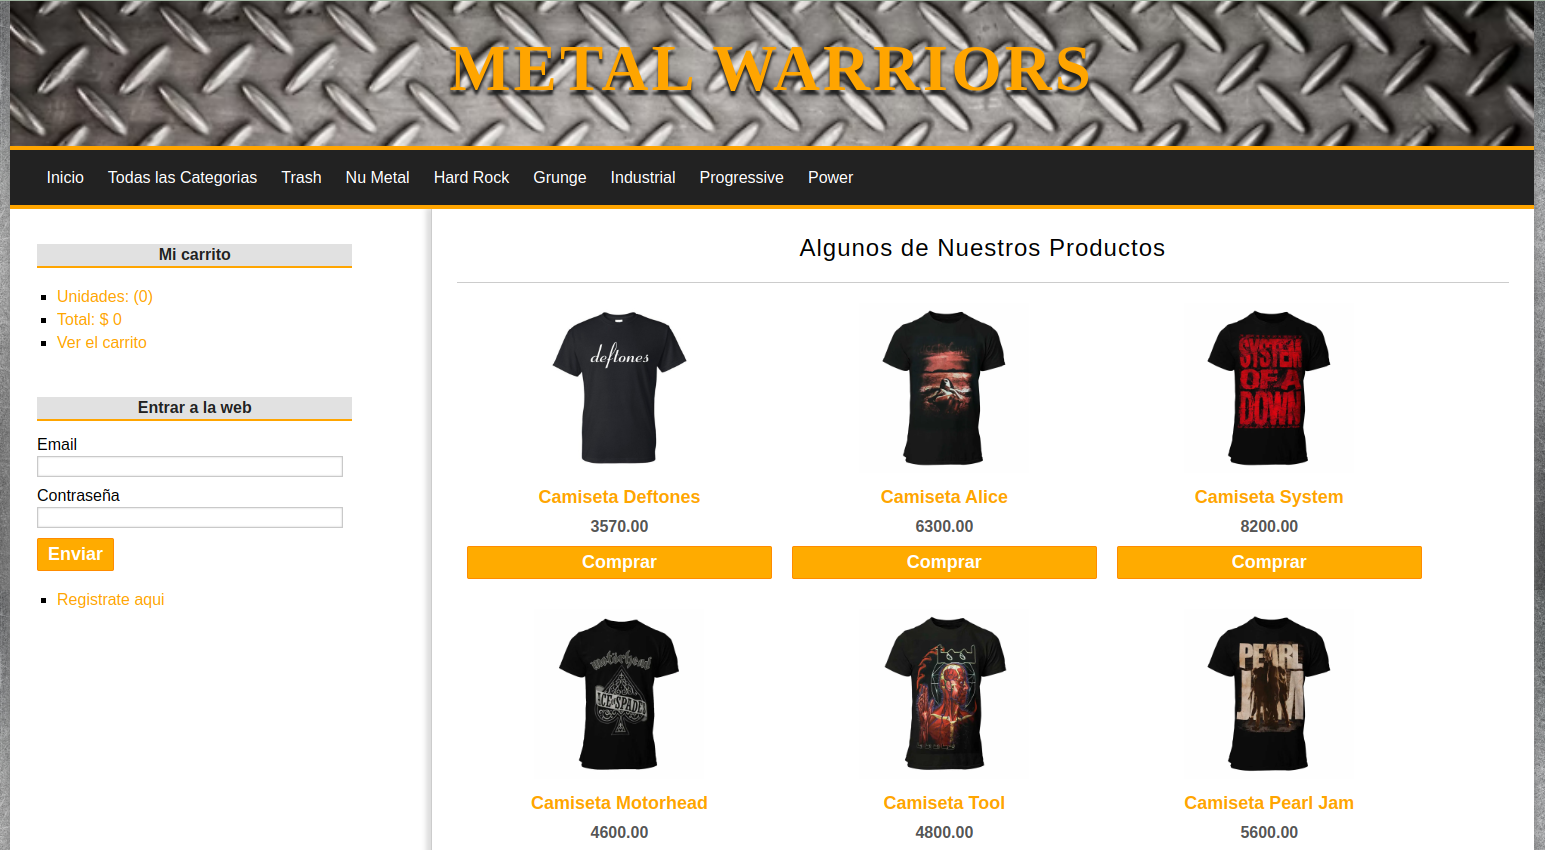 METAL WARRIORS
Inicio Todas las Categorias Trash Nu Metal Hard Rock Grunge Industrial Progressive Power
Mi carrito
Unidades: (0)
Total: $ 0
Ver el carrito
Entrar a la web
Email
Contraseña
Enviar
Registrate aqui
Algunos de Nuestros Productos
deftones
SYSTEM
OF A
DOWN
Camiseta Deftones Camiseta Alice Camiseta System
3570.00 6300.00 8200.00
Comprar Comprar Comprar
motörhead
ACE OF SPADES
PEARL
JAM
Camiseta Motorhead Camiseta Tool Camiseta Pearl Jam
4600.00 4800.00 5600.00